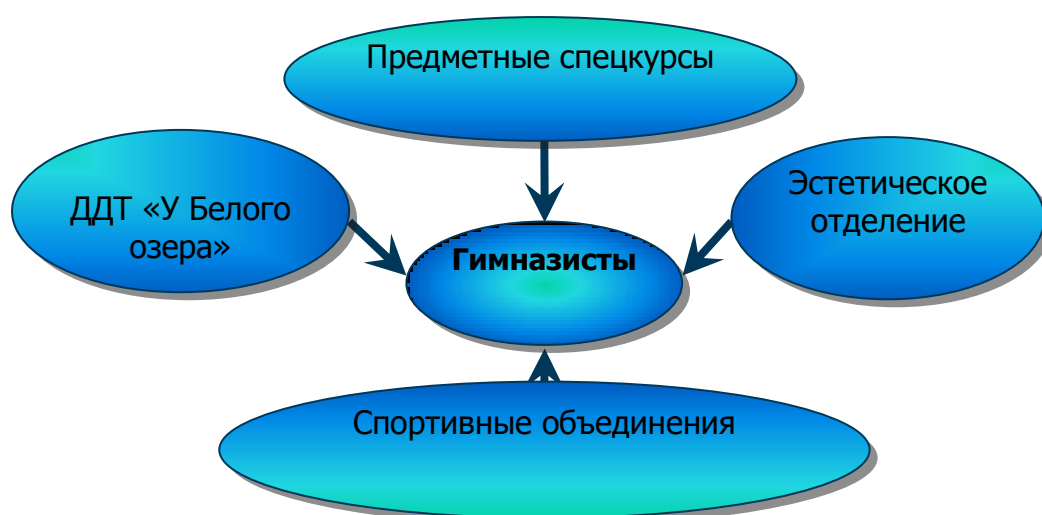 Предметные спецкурсы
ДДТ «У Белого
озера»
Эстетическое
отделение
Гимназисты
Спортивные объединения